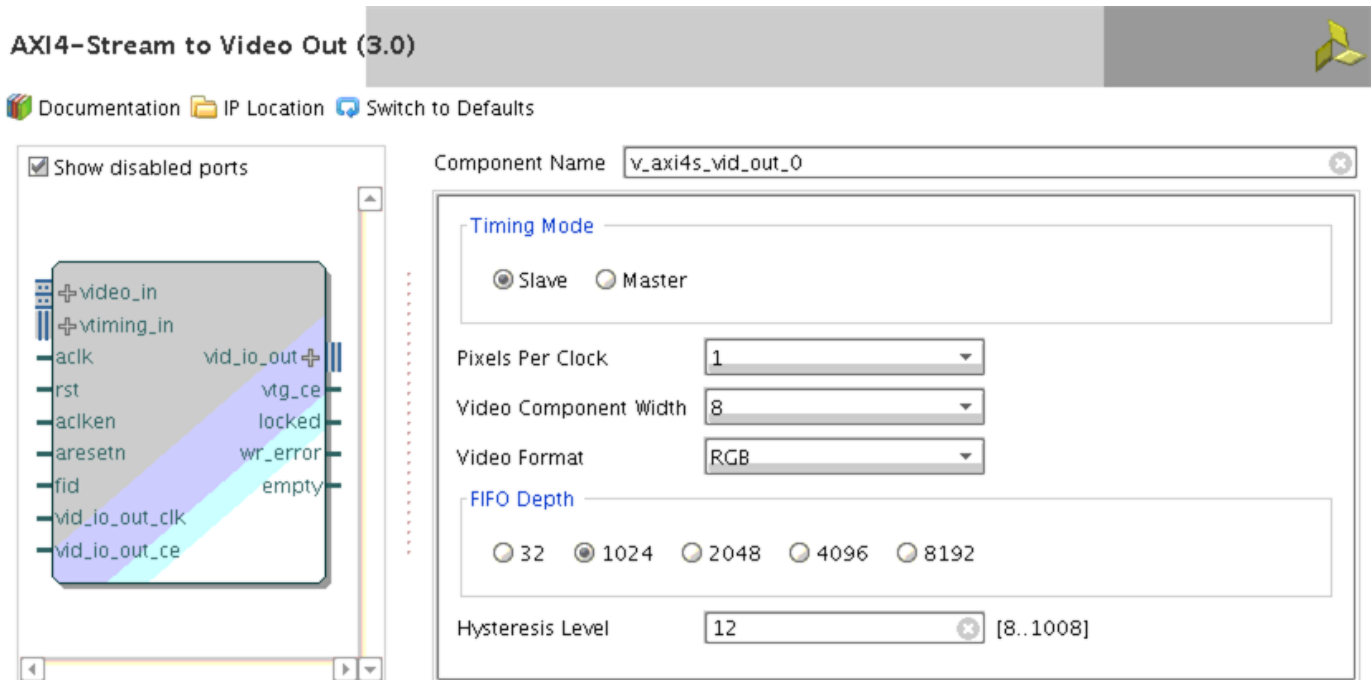 AXI4-Stream to Video Out (3.0)
Documentation IP Location Switch to Defaults
Show disabled ports
video_in
vtiming_in
aclk
rst
aclken
aresetn
fid
vid_io_out_clk
vid_io_out_ce
vid_io_out
vtg_ce
locked
wr_error
empty
Component Name v_axi4s_vid_out_0
Timing Mode
Slave Master
Pixels Per Clock 1
Video Component Width 8
Video Format RGB
FIFO Depth
32 1024 2048 4096 8192
Hysteresis Level 12 [8..1008]